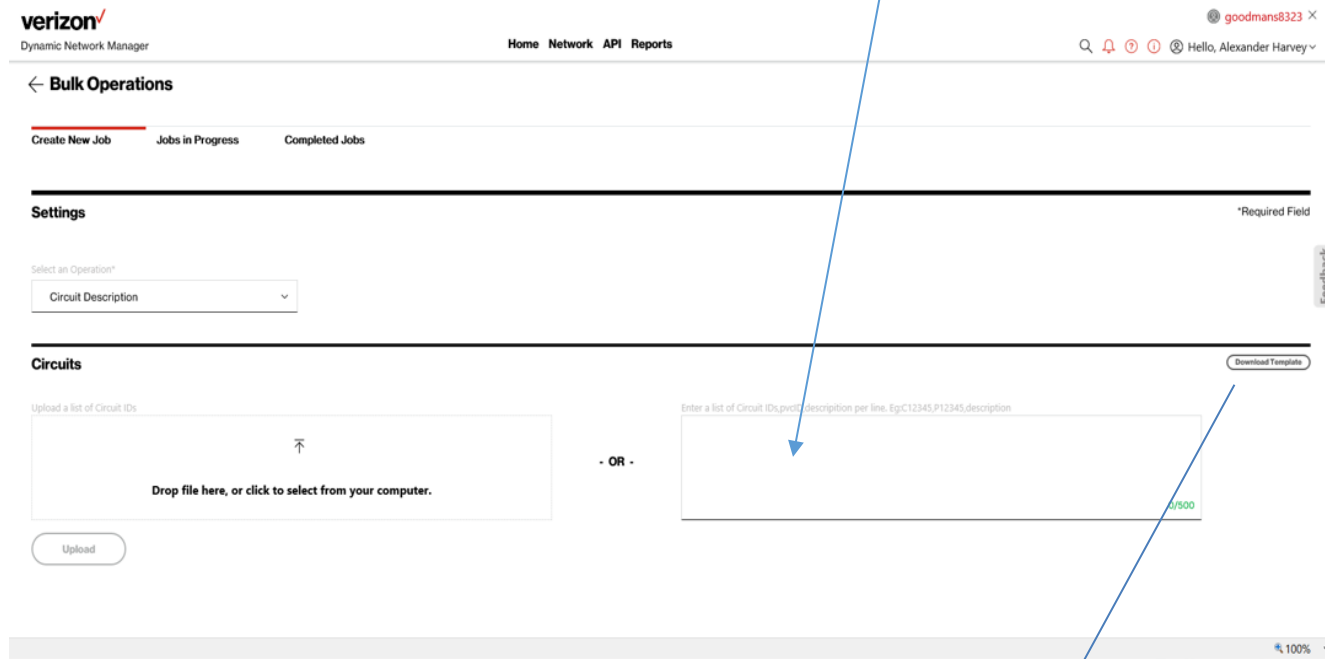 verizon
goodmans8323
Dynamic Network Manager
Home Network API Reports
Hello, Alexander Harvey
Bulk Operations
Create New Job Jobs in Progress Completed Jobs
Settings
*Required Field
Feedback
Select an Operation*
Circuit Description
Circuits
Download Template
Upload a list of Circuit IDs
Enter a list of Circuit IDs,pvcID,descripition per line. Eg:C12345,P12345,description
- OR -
Drop file here, or click to select from your computer.
0/500
Upload
100%